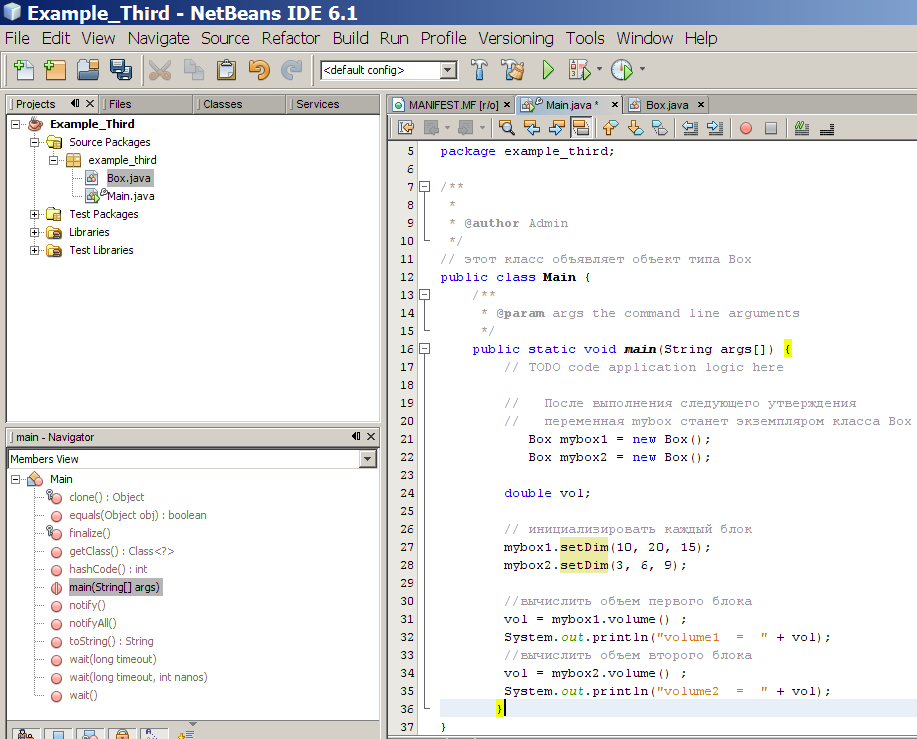 Example_Third - NetBeans IDE 6.1
File Edit View Navigate Source Refactor Build Run Profile Versioning Tools Window Help
<default config>
Projects Files Classes Services
Example_Third
Source Packages
example_third
Box.java
Main.java
Test Packages
Libraries
Test Libraries
main - Navigator
Members View
Main
clone() : Object
equals(Object obj) : boolean
finalize()
getClass() : Class<?>
hashCode() : int
main(String[] args)
notify()
notifyAll()
toString() : String
wait(long timeout)
wait(long timeout, int nanos)
wait()
MANIFEST.MF [r/o] Main.java * Box.java
5 package example_third;
6
7 /**
8 *
9 * @author Admin
10 */
11 // этот класс объявляет объект типа Box
12 public class Main {
13 /**
14 * @param args the command line arguments
15 */
16 public static void main(String args[]) {
17 // TODO code application logic here
18
19 // После выполнения следующего утверждения
20 // переменная mybox станет экземпляром класса Box
21 Box mybox1 = new Box();
22 Box mybox2 = new Box();
23
24 double vol;
25
26 // инициализировать каждый блок
27 mybox1.setDim(10, 20, 15);
28 mybox2.setDim(3, 6, 9);
29
30 //вычислить объем первого блока
31 vol = mybox1.volume() ;
32 System.out.println("volume1 = " + vol);
33 //вычислить объем второго блока
34 vol = mybox2.volume() ;
35 System.out.println("volume2 = " + vol);
36 }
37 }